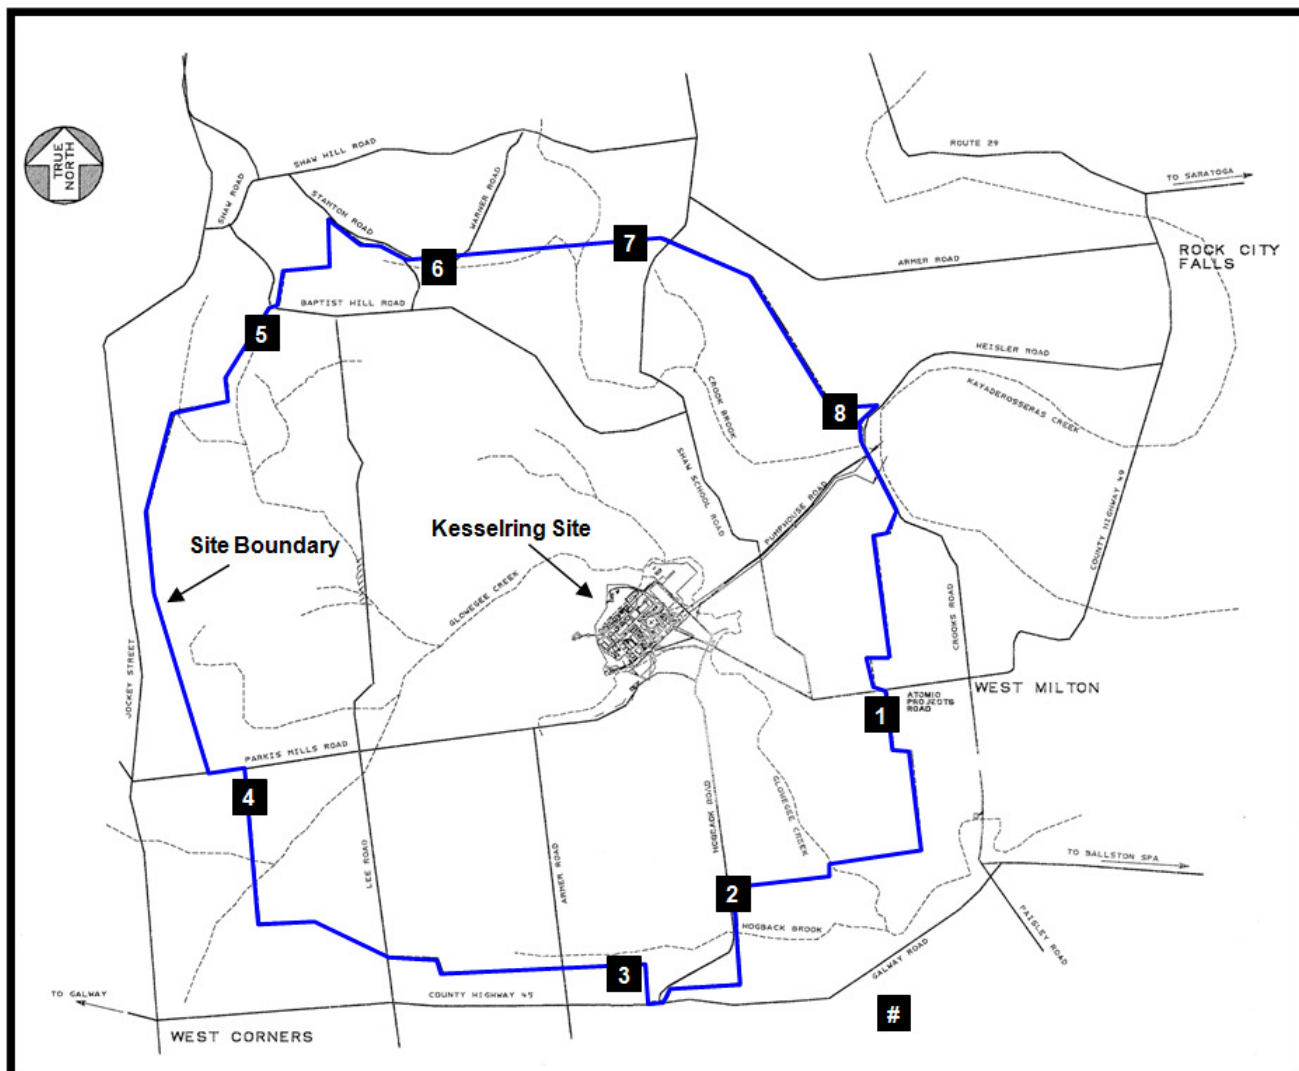 TRUE
NORTH
SHAW HILL ROAD
ROUTE 29
TO SARATOGA
SHAW ROAD
STANTON ROAD
WARNER ROAD
7
6
ARMER ROAD
ROCK CITY
FALLS
BAPTIST HILL ROAD
5
HEISLER ROAD
CROOK BROOK
8
KAYADEROSSERAS CREEK
SHAW SCHOOL ROAD
PUMPHOUSE ROAD
COUNTY HIGHWAY 49
Kesselring Site
Site Boundary
GLOWEGEE CREEK
CROOKS ROAD
JOCKEY STREET
WEST MILTON
ATOMIC
PROJECTS
ROAD
1
PARKIS MILLS ROAD
4
HOGBACK ROAD
GLOWEGEE CREEK
LEE ROAD
ARMER ROAD
TO BALLSTON SPA
2
HOGBACK BROOK
PAISLEY ROAD
GALWAY ROAD
3
TO GALWAY
COUNTY HIGHWAY 45
#
WEST CORNERS